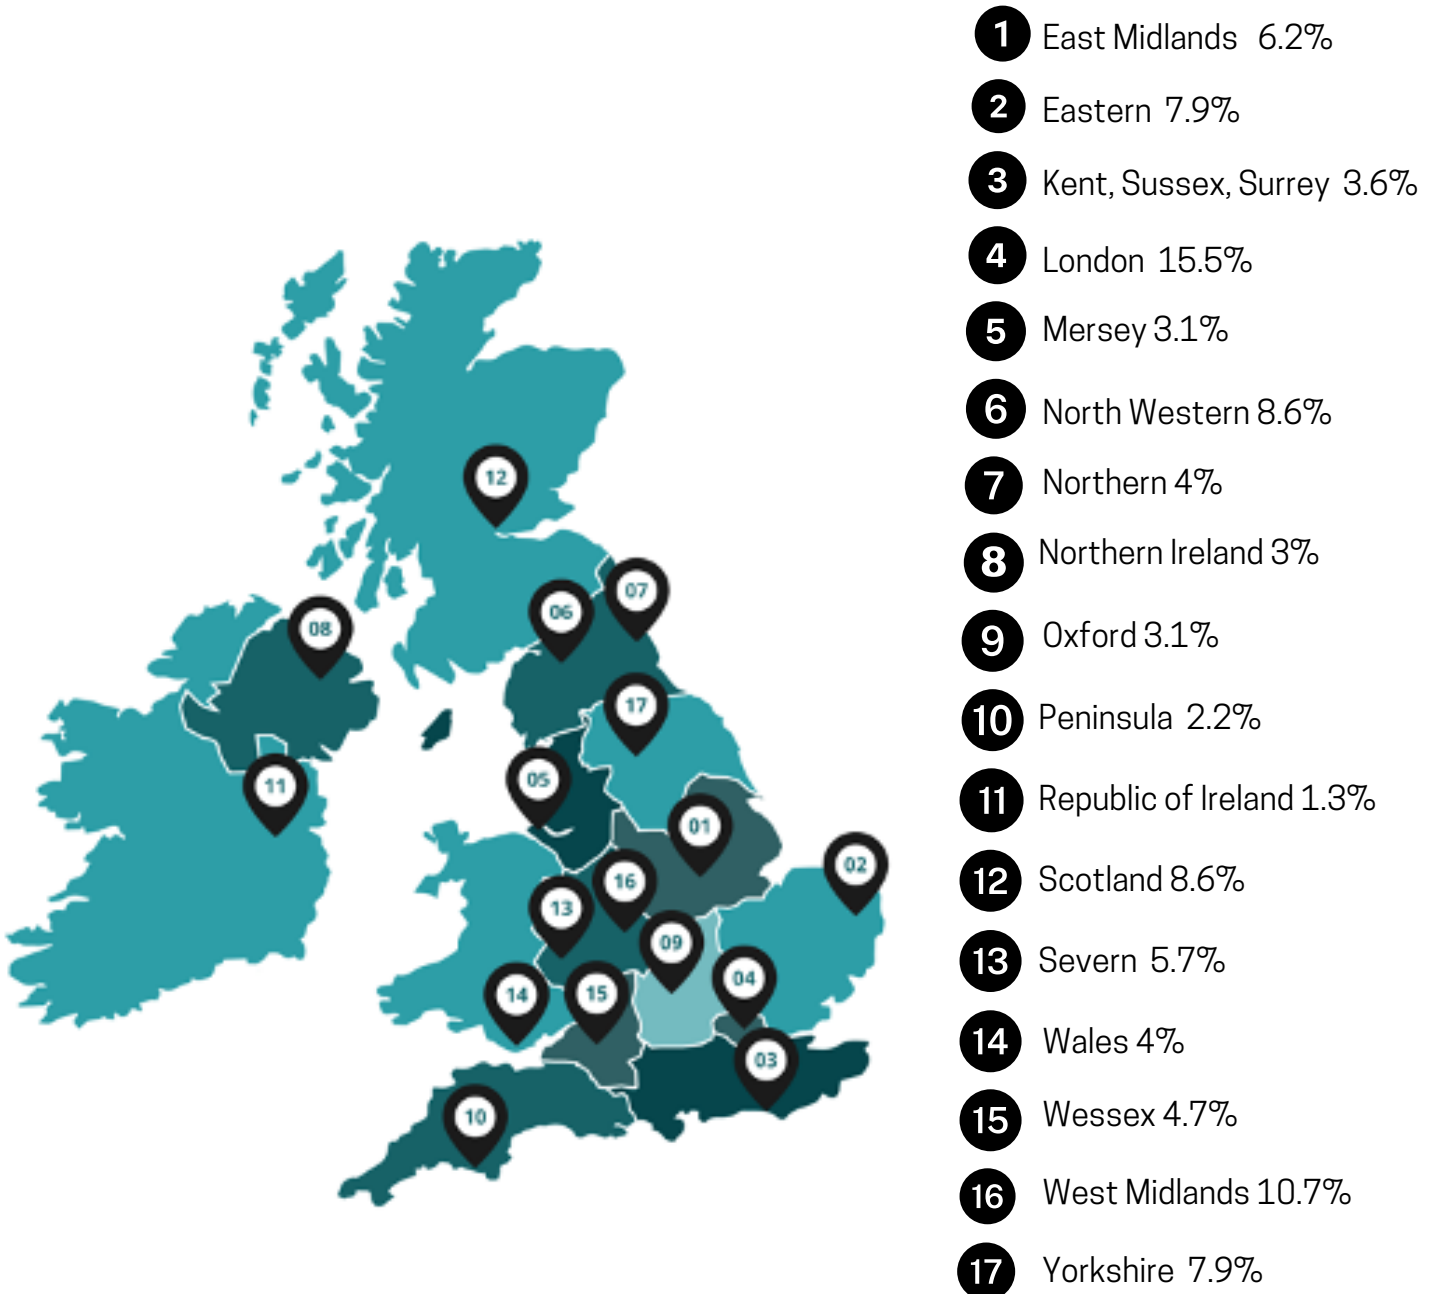 1 East Midlands 6.2%
2 Eastern 7.9%
3 Kent, Sussex, Surrey 3.6%
4 London 15.5%
5 Mersey 3.1%
6 North Western 8.6%
7 Northern 4%
8 Northern Ireland 3%
9 Oxford 3.1%
10 Peninsula 2.2%
11 Republic of Ireland 1.3%
12 Scotland 8.6%
13 Severn 5.7%
14 Wales 4%
15 Wessex 4.7%
16 West Midlands 10.7%
17 Yorkshire 7.9%
12
07
06
08
17
05
11
01
02
16
13
09
04
14
15
03
10